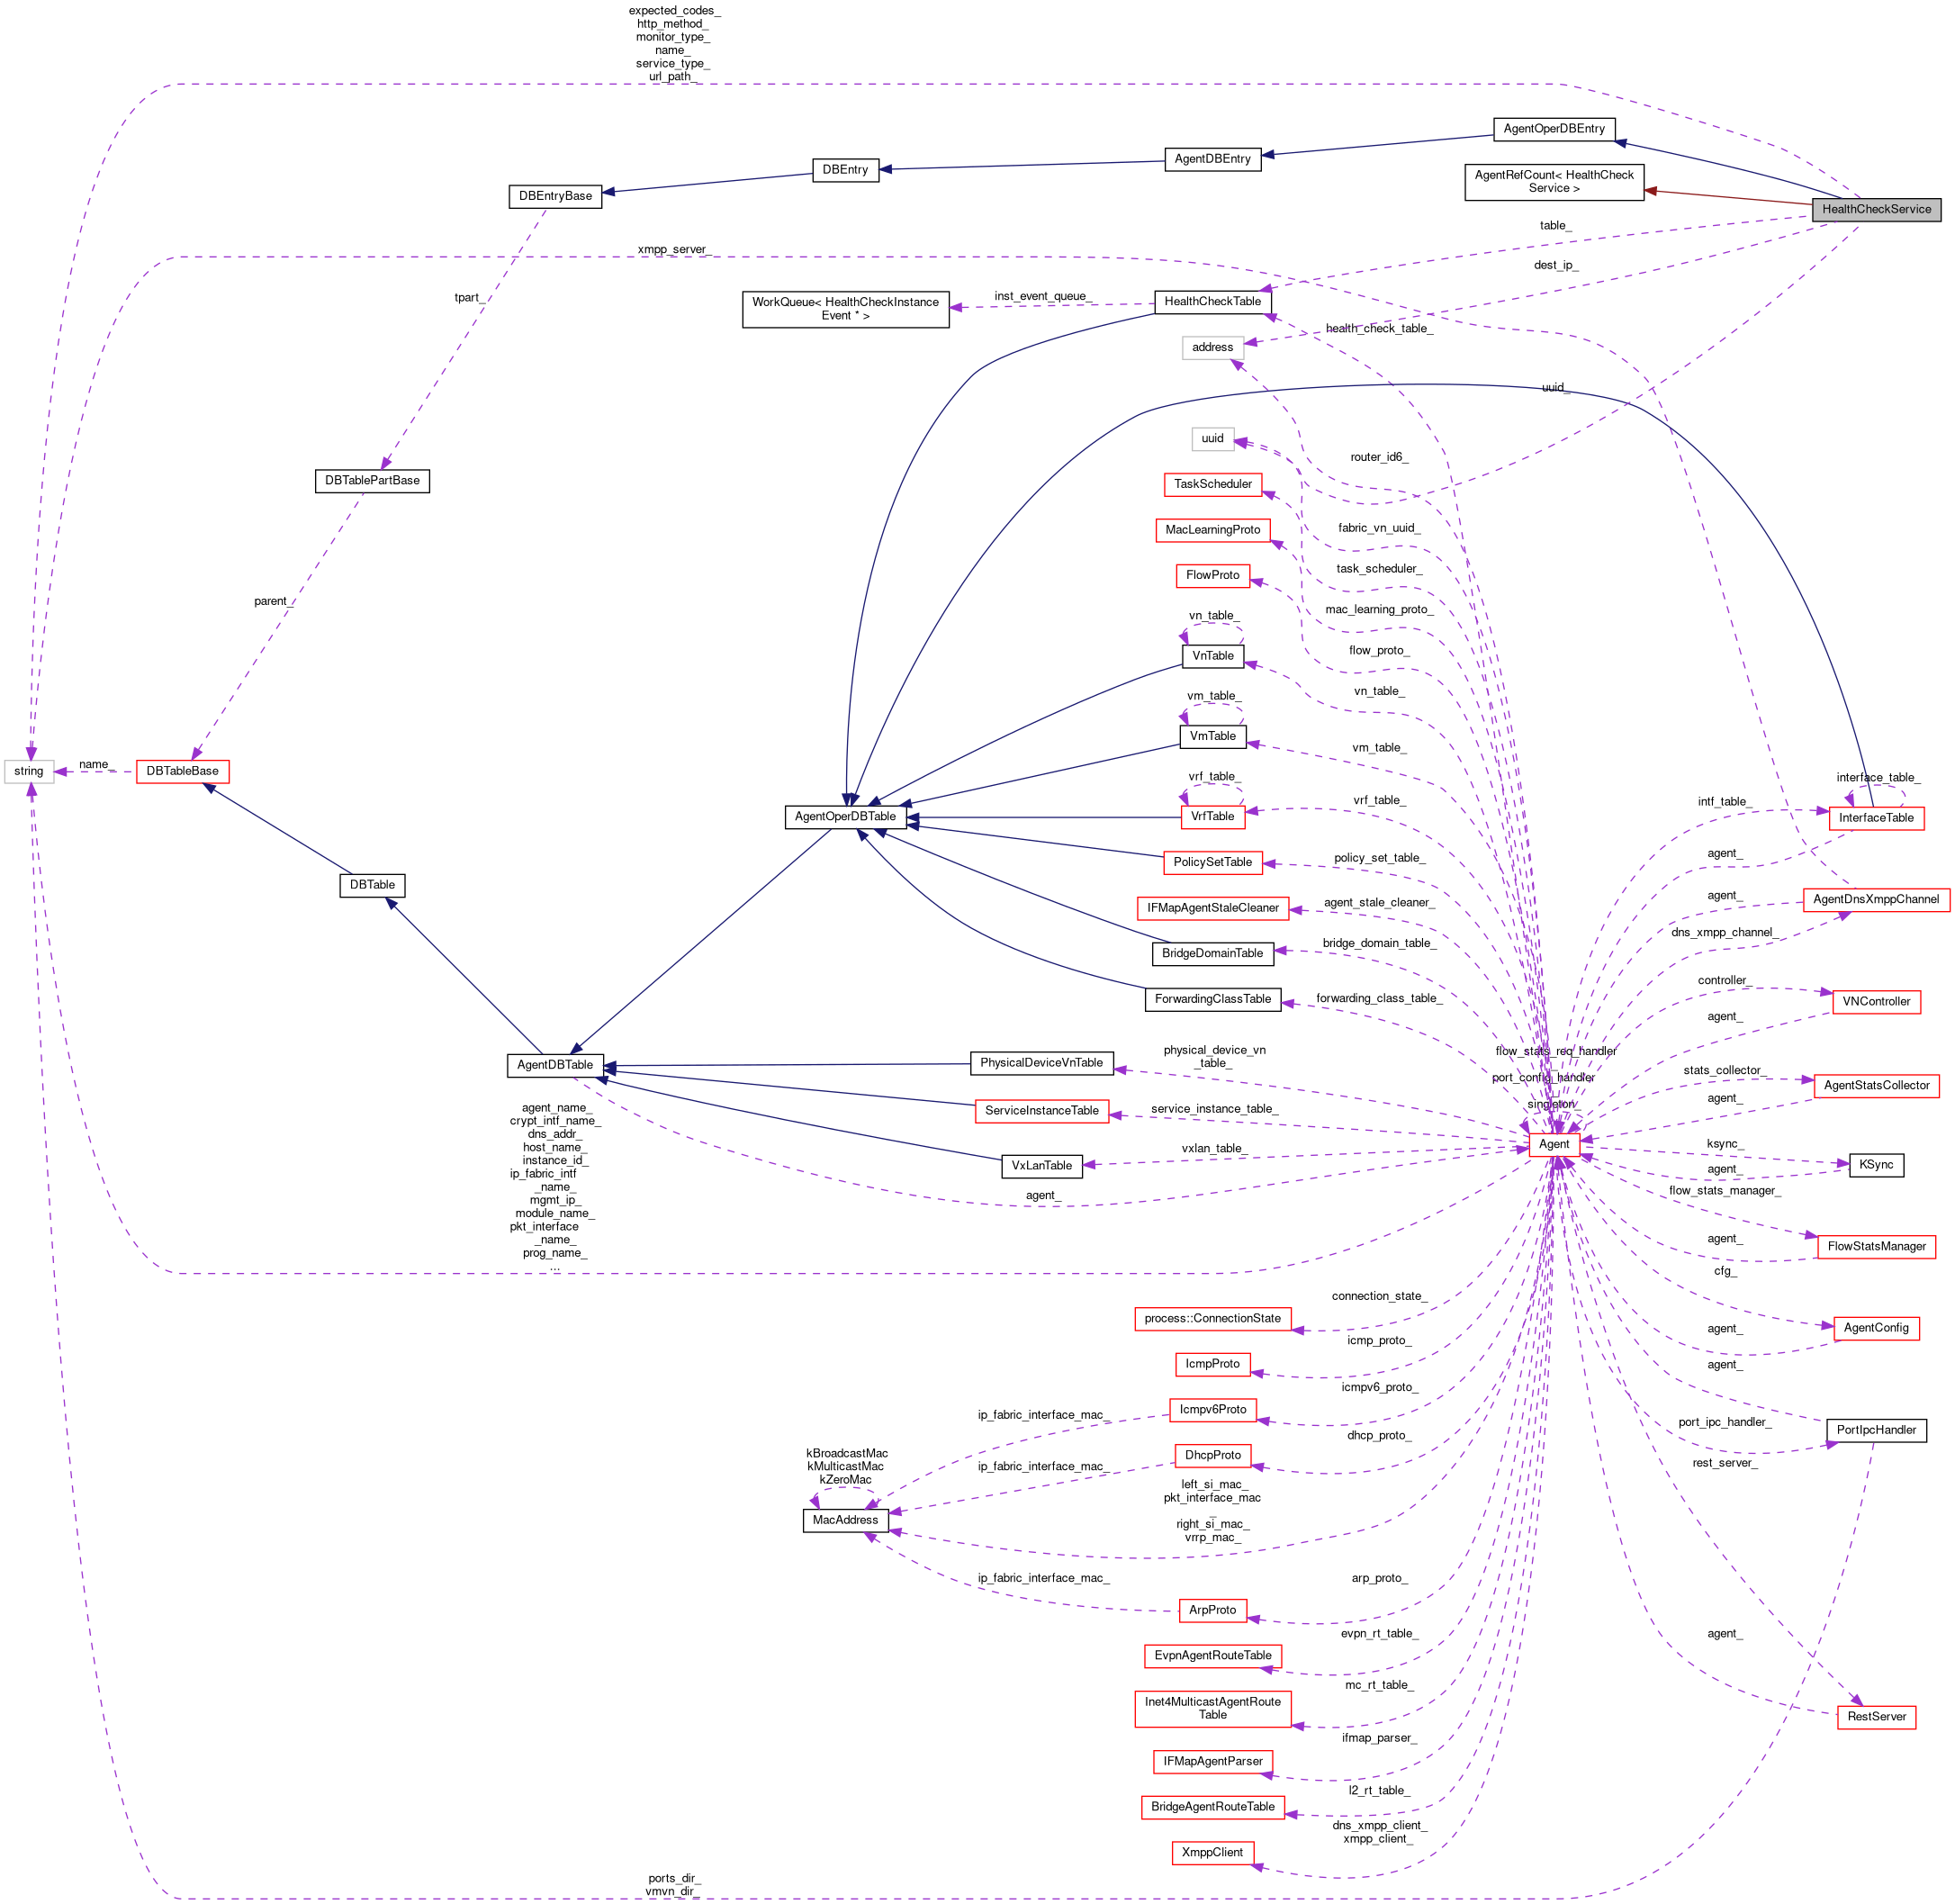 expected_codes_
http_method_
monitor_type_
name_
service_type_
url_path_
AgentOperDBEntry
AgentDBEntry
DBEntry
DBEntryBase
AgentRefCount< HealthCheck
Service >
HealthCheckService
table_
xmpp_server_
dest_ip_
tpart_
WorkQueue< HealthCheckInstance
Event * >
inst_event_queue_
HealthCheckTable
health_check_table_
address
uuid_
uuid
router_id6_
DBTablePartBase
TaskScheduler
fabric_vn_uuid_
MacLearningProto
task_scheduler_
FlowProto
mac_learning_proto_
parent_
vn_table_
flow_proto_
VnTable
vn_table_
vm_table_
VmTable
vm_table_
string
name_
DBTableBase
vrf_table_
vrf_table_
interface_table_
intf_table_
AgentOperDBTable
VrfTable
InterfaceTable
PolicySetTable
policy_set_table_
agent_
DBTable
IFMapAgentStaleCleaner
agent_stale_cleaner_
agent_
AgentDnsXmppChannel
BridgeDomainTable
bridge_domain_table_
dns_xmpp_channel_
ForwardingClassTable
forwarding_class_table_
controller_
VNController
agent_
AgentDBTable
PhysicalDeviceVnTable
physical_device_vn
_table_
flow_stats_req_handler
_
port_config_handler
_
singleton_
stats_collector_
AgentStatsCollector
agent_
ServiceInstanceTable
service_instance_table_
Agent
ksync_
KSync
agent_
VxLanTable
vxlan_table_
agent_
flow_stats_manager_
agent_name_
crypt_intf_name_
dns_addr_
host_name_
instance_id_
ip_fabric_intf
_name_
mgmt_ip_
module_name_
pkt_interface
_name_
prog_name_
...
agent_
FlowStatsManager
cfg_
connection_state_
process::ConnectionState
AgentConfig
agent_
icmp_proto_
IcmpProto
agent_
icmpv6_proto_
Icmpv6Proto
ip_fabric_interface_mac_
port_ipc_handler_
PortIpcHandler
dhcp_proto_
DhcpProto
ip_fabric_interface_mac_
kBroadcastMac
kMulticastMac
kZeroMac
rest_server_
left_si_mac_
pkt_interface_mac
_
right_si_mac_
vrrp_mac_
MacAddress
ip_fabric_interface_mac_
ArpProto
arp_proto_
evpn_rt_table_
agent_
EvpnAgentRouteTable
mc_rt_table_
Inet4MulticastAgentRoute
Table
RestServer
ifmap_parser_
IFMapAgentParser
l2_rt_table_
BridgeAgentRouteTable
dns_xmpp_client_
xmpp_client_
XmppClient
ports_dir_
vmvn_dir_